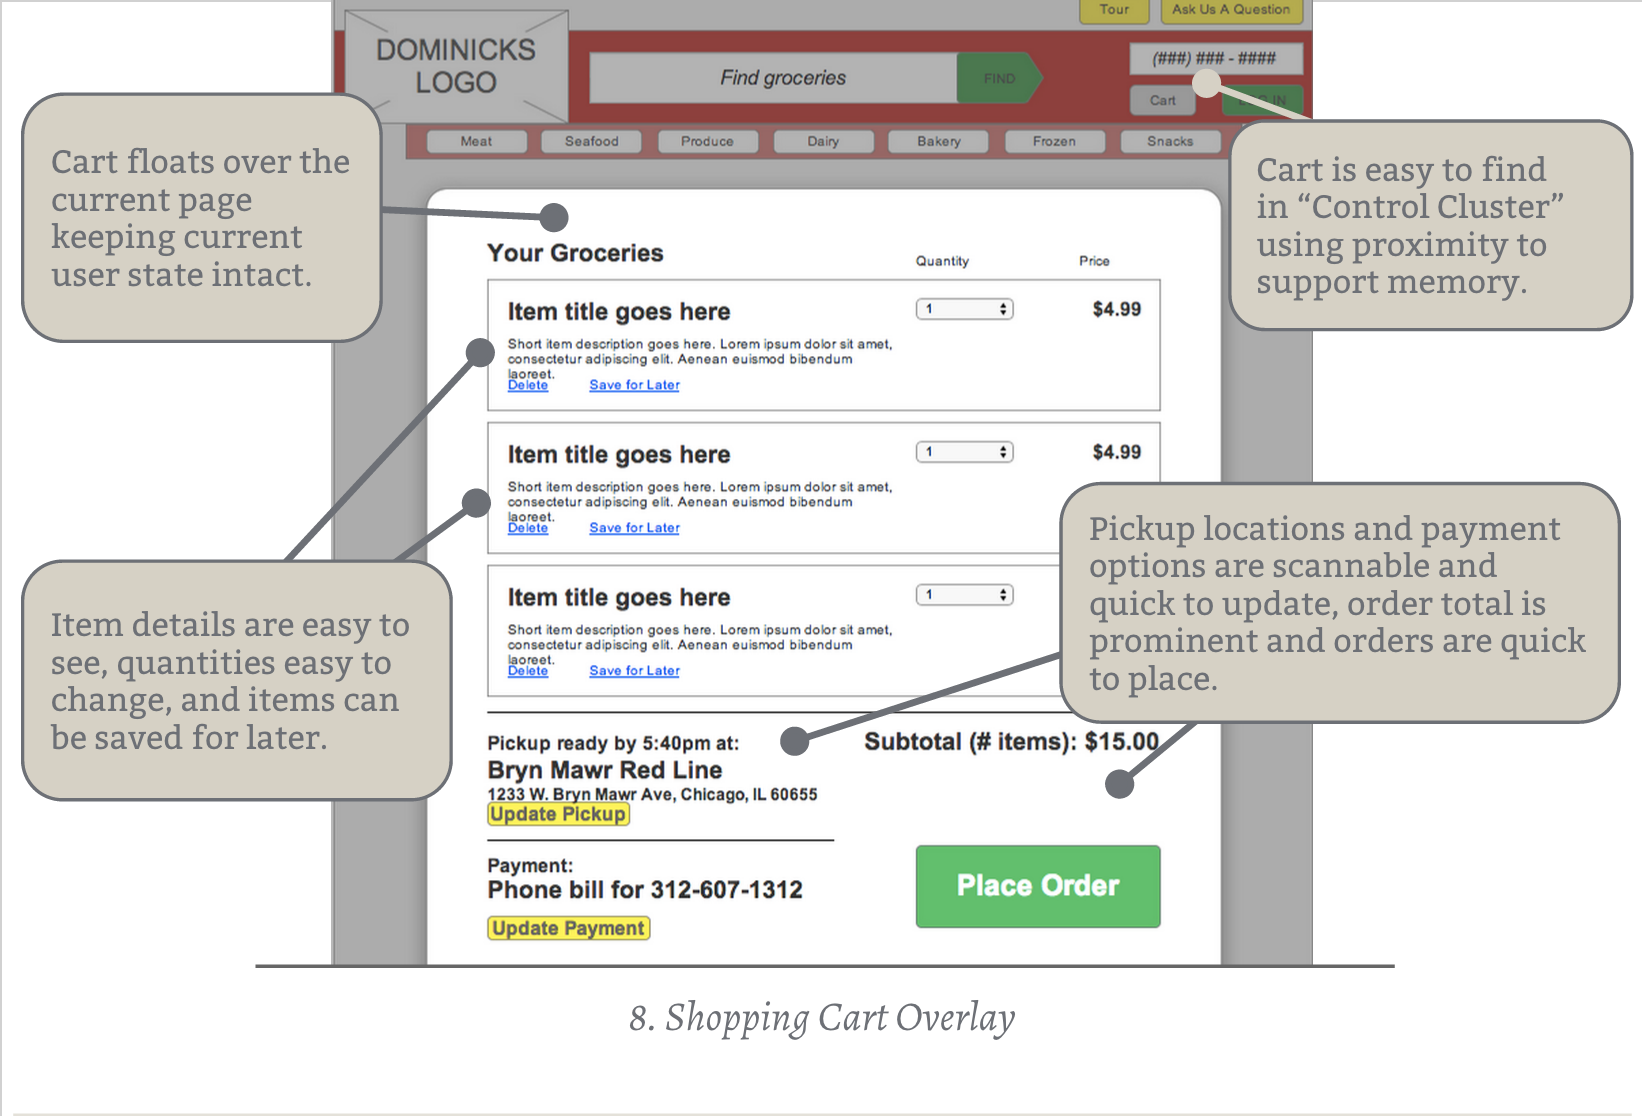 Tour
Ask Us A Question
DOMINICKS
LOGO
Find groceries
FIND
(###) ### - ####
Cart
Meat
Seafood
Produce
Dairy
Bakery
Frozen
Snacks
Cart floats over the
current page
keeping current
user state intact.
Cart is easy to find
in “Control Cluster”
using proximity to
support memory.
Your Groceries
Quantity
Price
Item title goes here
1
$4.99
Short item description goes here. Lorem ipsum dolor sit amet,
consectetur adipiscing elit. Aenean euismod bibendum
laoreet.
Delete
Save for Later
Item title goes here
1
$4.99
Short item description goes here. Lorem ipsum dolor sit amet,
consectetur adipiscing elit. Aenean euismod bibendum
laoreet.
Delete
Save for Later
Item title goes here
1
Short item description goes here. Lorem ipsum dolor sit amet,
consectetur adipiscing elit. Aenean euismod bibendum
laoreet.
Delete
Save for Later
Item details are easy to
see, quantities easy to
change, and items can
be saved for later.
Pickup locations and payment
options are scannable and
quick to update, order total is
prominent and orders are quick
to place.
Pickup ready by 5:40pm at:
Bryn Mawr Red Line
1233 W. Bryn Mawr Ave, Chicago, IL 60655
Update Pickup
Subtotal (# items): $15.00
Payment:
Phone bill for 312-607-1312
Update Payment
Place Order
8. Shopping Cart Overlay